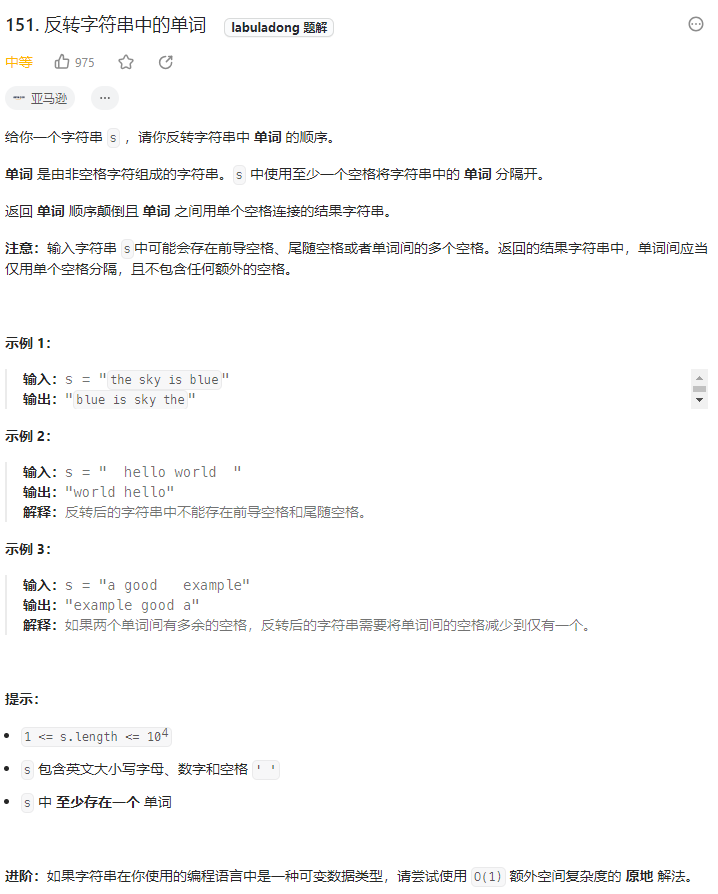 151. 反转字符串中的单词 labuladong 题解
中等 975
亚马逊 ...
给你一个字符串 s ，请你反转字符串中 单词 的顺序。
单词 是由非空格字符组成的字符串。s 中使用至少一个空格将字符串中的 单词 分隔开。
返回 单词 顺序颠倒且 单词 之间用单个空格连接的结果字符串。
注意：输入字符串 s中可能会存在前导空格、尾随空格或者单词间的多个空格。返回的结果字符串中，单词间应当
仅用单个空格分隔，且不包含任何额外的空格。
示例 1：
输入：s = "the sky is blue"
输出："blue is sky the"
示例 2：
输入：s = "  hello world  "
输出："world hello"
解释：反转后的字符串中不能存在前导空格和尾随空格。
示例 3：
输入：s = "a good   example"
输出："example good a"
解释：如果两个单词间有多余的空格，反转后的字符串需要将单词间的空格减少到仅有一个。
提示：
• 1 <= s.length <= 10⁴
• s 包含英文大小写字母、数字和空格 ' '
• s 中 至少存在一个 单词
进阶：如果字符串在你使用的编程语言中是一种可变数据类型，请尝试使用 O(1) 额外空间复杂度的 原地 解法。